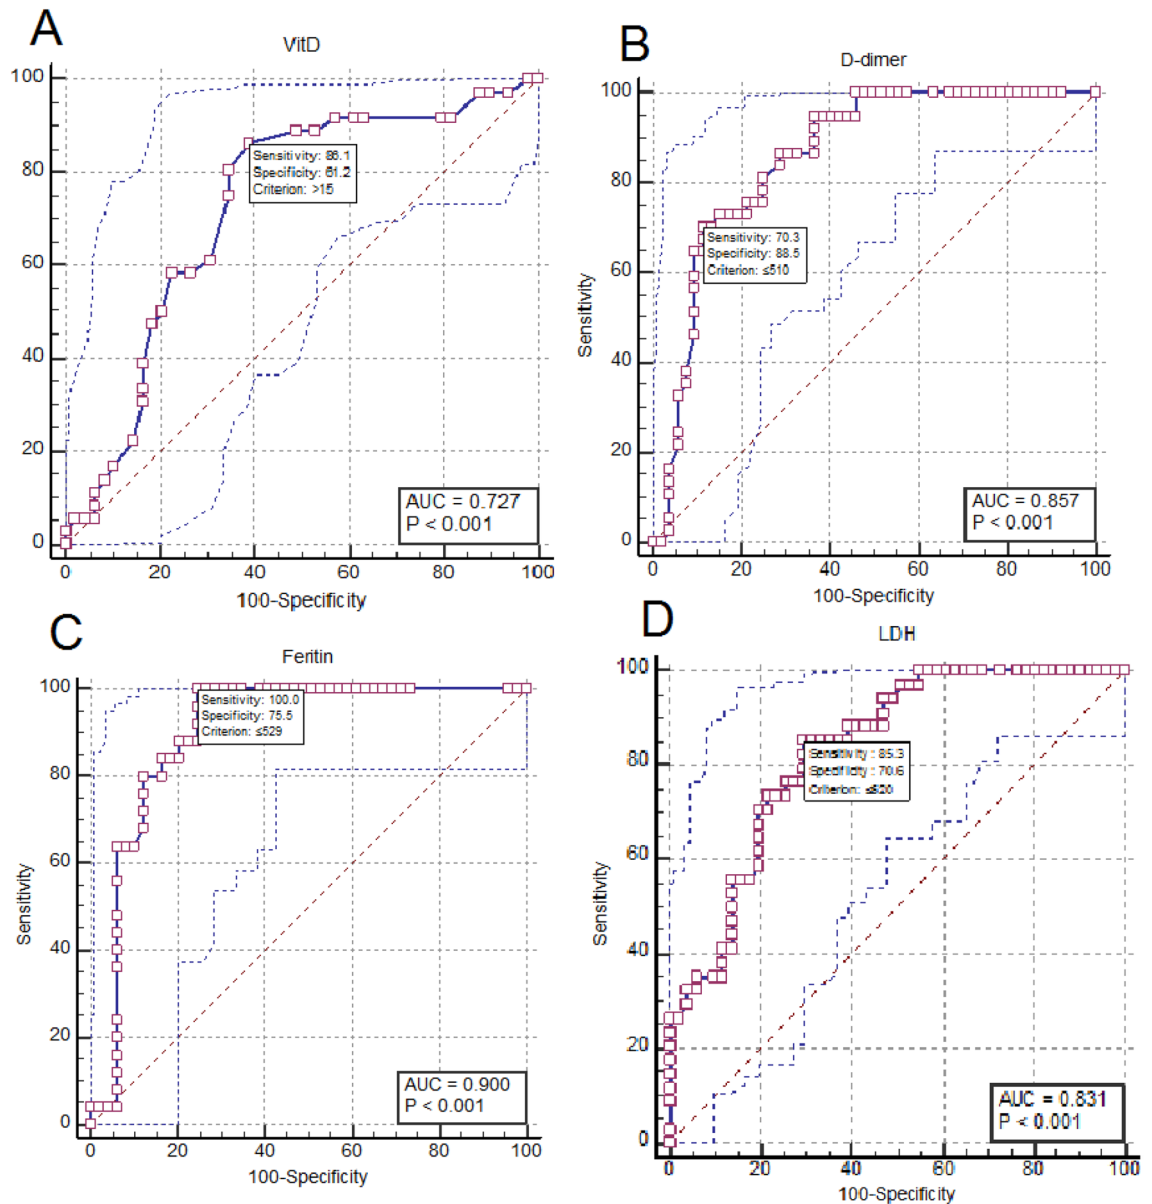 A
VitD
100
80
60
40
20
0
Sensitivity: 86.1
Specificity: 61.2
Criterion: >15
AUC = 0.727
P < 0.001
0 20 40 60 80 100
100-Specificity
B
D-dimer
100
80
60
40
20
0
Sensitivity
Sensitivity: 70.3
Specificity: 88.5
Criterion: ≤510
AUC = 0.857
P < 0.001
0 20 40 60 80 100
100-Specificity
C
Feritin
100
80
60
40
20
0
Sensitivity
Sensitivity: 100.0
Specificity: 75.5
Criterion: ≤529
AUC = 0.900
P < 0.001
0 20 40 60 80 100
100-Specificity
D
LDH
100
80
60
40
20
0
Sensitivity
Sensitivity : 85.3
Specificity : 70.6
Criterion: ≤820
AUC = 0.831
P < 0.001
0 20 40 60 80 100
100-Specificity